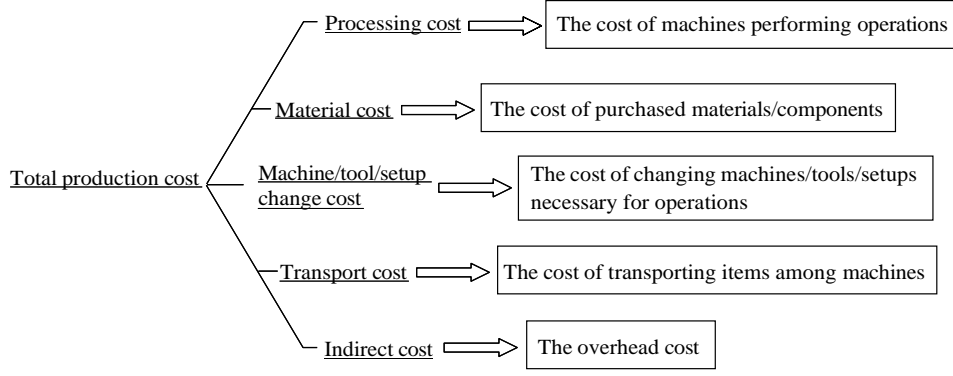 Processing cost
The cost of machines performing operations
Material cost
The cost of purchased materials/components
Total production cost
Machine/tool/setup
change cost
The cost of changing machines/tools/setups
necessary for operations
Transport cost
The cost of transporting items among machines
Indirect cost
The overhead cost